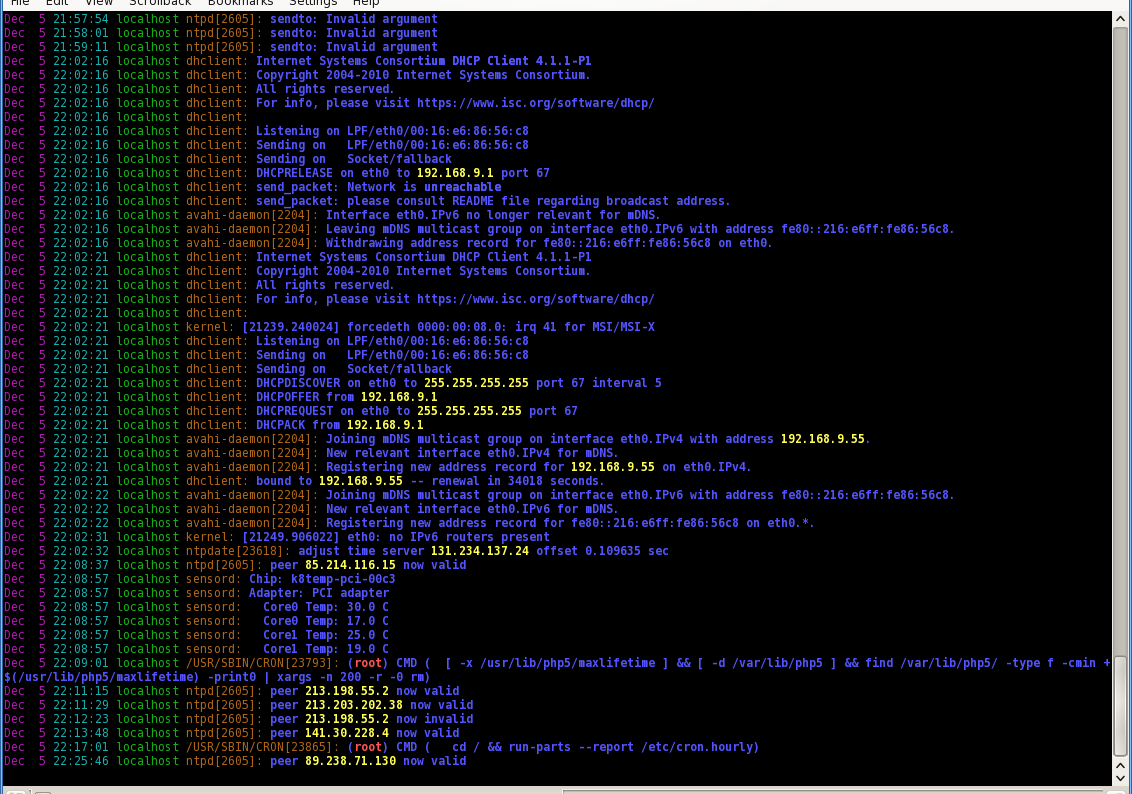 File Edit View Scrollback Bookmarks Settings Help
Dec  5 21:57:54 localhost ntpd[2605]: sendto: Invalid argument
Dec  5 21:58:01 localhost ntpd[2605]: sendto: Invalid argument
Dec  5 21:59:11 localhost ntpd[2605]: sendto: Invalid argument
Dec  5 22:02:16 localhost dhclient: Internet Systems Consortium DHCP Client 4.1.1-P1
Dec  5 22:02:16 localhost dhclient: Copyright 2004-2010 Internet Systems Consortium.
Dec  5 22:02:16 localhost dhclient: All rights reserved.
Dec  5 22:02:16 localhost dhclient: For info, please visit https://www.isc.org/software/dhcp/
Dec  5 22:02:16 localhost dhclient:
Dec  5 22:02:16 localhost dhclient: Listening on LPF/eth0/00:16:e6:86:56:c8
Dec  5 22:02:16 localhost dhclient: Sending on   LPF/eth0/00:16:e6:86:56:c8
Dec  5 22:02:16 localhost dhclient: Sending on   Socket/fallback
Dec  5 22:02:16 localhost dhclient: DHCPRELEASE on eth0 to 192.168.9.1 port 67
Dec  5 22:02:16 localhost dhclient: send_packet: Network is unreachable
Dec  5 22:02:16 localhost dhclient: send_packet: please consult README file regarding broadcast address.
Dec  5 22:02:16 localhost avahi-daemon[2204]: Interface eth0.IPv6 no longer relevant for mDNS.
Dec  5 22:02:16 localhost avahi-daemon[2204]: Leaving mDNS multicast group on interface eth0.IPv6 with address fe80::216:e6ff:fe86:56c8.
Dec  5 22:02:16 localhost avahi-daemon[2204]: Withdrawing address record for fe80::216:e6ff:fe86:56c8 on eth0.
Dec  5 22:02:21 localhost dhclient: Internet Systems Consortium DHCP Client 4.1.1-P1
Dec  5 22:02:21 localhost dhclient: Copyright 2004-2010 Internet Systems Consortium.
Dec  5 22:02:21 localhost dhclient: All rights reserved.
Dec  5 22:02:21 localhost dhclient: For info, please visit https://www.isc.org/software/dhcp/
Dec  5 22:02:21 localhost dhclient:
Dec  5 22:02:21 localhost kernel: [21239.240024] forcedeth 0000:00:08.0: irq 41 for MSI/MSI-X
Dec  5 22:02:21 localhost dhclient: Listening on LPF/eth0/00:16:e6:86:56:c8
Dec  5 22:02:21 localhost dhclient: Sending on   LPF/eth0/00:16:e6:86:56:c8
Dec  5 22:02:21 localhost dhclient: Sending on   Socket/fallback
Dec  5 22:02:21 localhost dhclient: DHCPDISCOVER on eth0 to 255.255.255.255 port 67 interval 5
Dec  5 22:02:21 localhost dhclient: DHCPOFFER from 192.168.9.1
Dec  5 22:02:21 localhost dhclient: DHCPREQUEST on eth0 to 255.255.255.255 port 67
Dec  5 22:02:21 localhost dhclient: DHCPACK from 192.168.9.1
Dec  5 22:02:21 localhost avahi-daemon[2204]: Joining mDNS multicast group on interface eth0.IPv4 with address 192.168.9.55.
Dec  5 22:02:21 localhost avahi-daemon[2204]: New relevant interface eth0.IPv4 for mDNS.
Dec  5 22:02:21 localhost avahi-daemon[2204]: Registering new address record for 192.168.9.55 on eth0.IPv4.
Dec  5 22:02:21 localhost dhclient: bound to 192.168.9.55 -- renewal in 34018 seconds.
Dec  5 22:02:22 localhost avahi-daemon[2204]: Joining mDNS multicast group on interface eth0.IPv6 with address fe80::216:e6ff:fe86:56c8.
Dec  5 22:02:22 localhost avahi-daemon[2204]: New relevant interface eth0.IPv6 for mDNS.
Dec  5 22:02:22 localhost avahi-daemon[2204]: Registering new address record for fe80::216:e6ff:fe86:56c8 on eth0.*.
Dec  5 22:02:31 localhost kernel: [21249.906022] eth0: no IPv6 routers present
Dec  5 22:02:32 localhost ntpdate[23618]: adjust time server 131.234.137.24 offset 0.109635 sec
Dec  5 22:08:37 localhost ntpd[2605]: peer 85.214.116.15 now valid
Dec  5 22:08:57 localhost sensord: Chip: k8temp-pci-00c3
Dec  5 22:08:57 localhost sensord: Adapter: PCI adapter
Dec  5 22:08:57 localhost sensord:   Core0 Temp: 30.0 C
Dec  5 22:08:57 localhost sensord:   Core0 Temp: 17.0 C
Dec  5 22:08:57 localhost sensord:   Core1 Temp: 25.0 C
Dec  5 22:08:57 localhost sensord:   Core1 Temp: 19.0 C
Dec  5 22:09:01 localhost /USR/SBIN/CRON[23793]: (root) CMD (  [ -x /usr/lib/php5/maxlifetime ] && [ -d /var/lib/php5 ] && find /var/lib/php5/ -type f -cmin +
$(/usr/lib/php5/maxlifetime) -print0 | xargs -n 200 -r -0 rm)
Dec  5 22:11:15 localhost ntpd[2605]: peer 213.198.55.2 now valid
Dec  5 22:11:29 localhost ntpd[2605]: peer 213.203.202.38 now valid
Dec  5 22:12:23 localhost ntpd[2605]: peer 213.198.55.2 now invalid
Dec  5 22:13:48 localhost ntpd[2605]: peer 141.30.228.4 now valid
Dec  5 22:17:01 localhost /USR/SBIN/CRON[23865]: (root) CMD (   cd / && run-parts --report /etc/cron.hourly)
Dec  5 22:25:46 localhost ntpd[2605]: peer 89.238.71.130 now valid